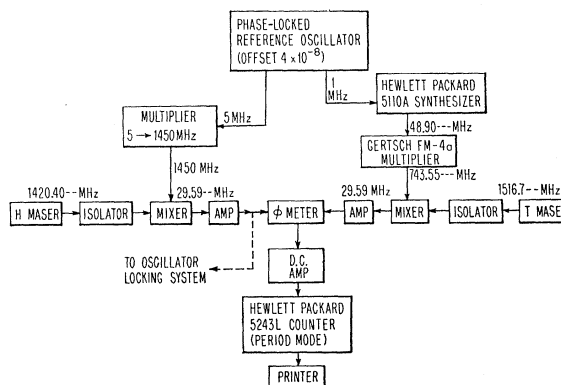 PHASE-LOCKED
REFERENCE OSCILLATOR
(OFFSET 4 x 10⁻⁸)
1
MHz
HEWLETT PACKARD
5110A SYNTHESIZER
MULTIPLIER
5 → 1450 MHz
5MHz
48.90---MHz
GERTSCH FM-4a
MULTIPLIER
1450 MHz
743.55---MHz
1420.40--MHz
29.59--MHz
29.59 MHz
1516.7--MHz
H MASER
ISOLATOR
MIXER
AMP
ϕ METER
AMP
MIXER
ISOLATOR
T MASE
TO OSCILLATOR
LOCKING SYSTEM
D.C.
AMP
HEWLETT PACKARD
5243L COUNTER
(PERIOD MODE)
PRINTER